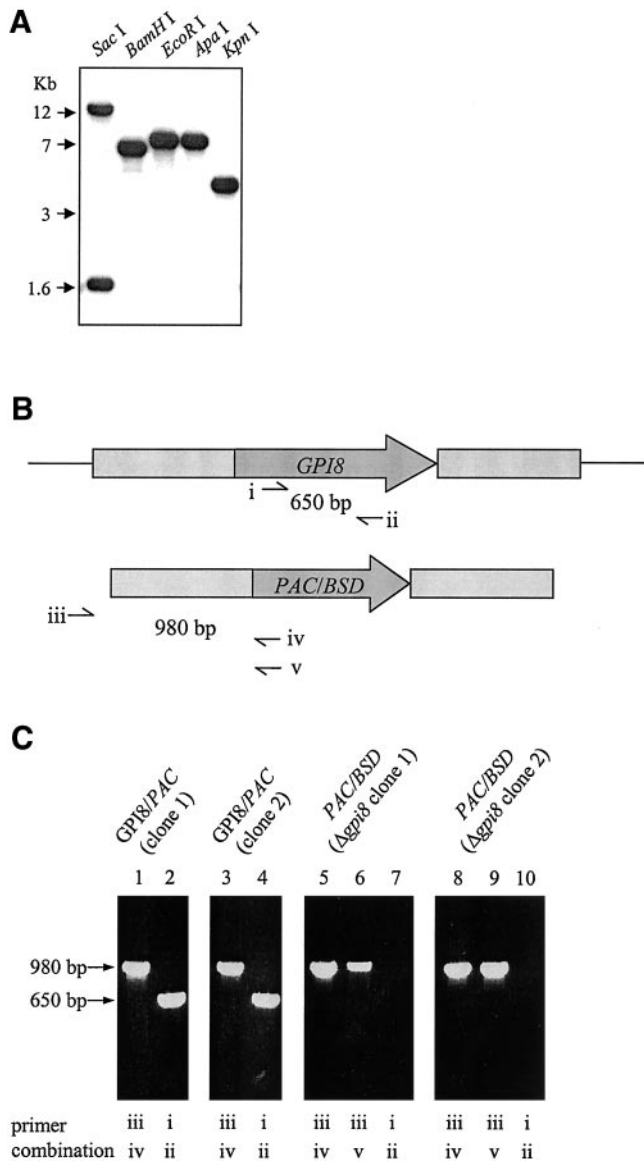 A
Sac I
BamH I
EcoR I
Apa I
Kpn I
Kb
12
7
3
1.6
B
GPI8
i
650 bp
ii
PAC/BSD
iii
980 bp
iv
v
C
GPI8/PAC
(clone 1)
GPI8/PAC
(clone 2)
PAC/BSD
(Δgpi8 clone 1)
PAC/BSD
(Δgpi8 clone 2)
1 2 3 4 5 6 7 8 9 10
980 bp
650 bp
primer iii i iii i iii iii i iii iii i
combination iv ii iv ii iv v ii iv v ii